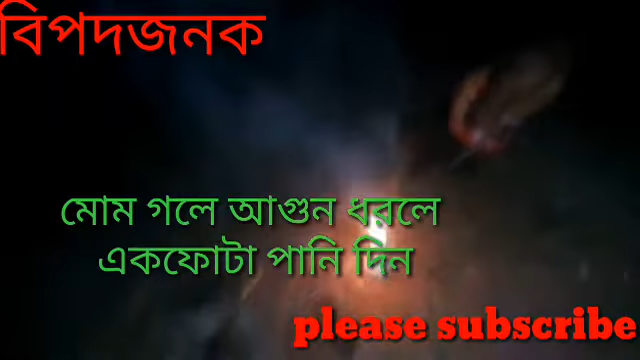 বিপদজনক
মোম গলে আগুন ধরলে
একফোটা পানি দিন
please subscribe